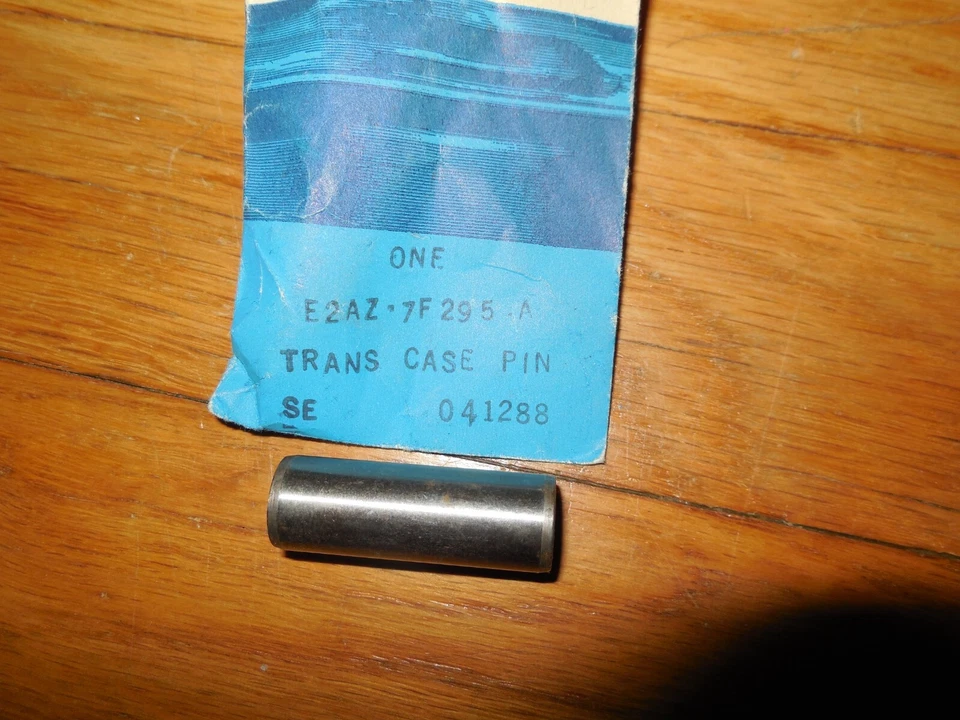 ONE
E2AZ-7F295-A
TRANS CASE PIN
SE 041288